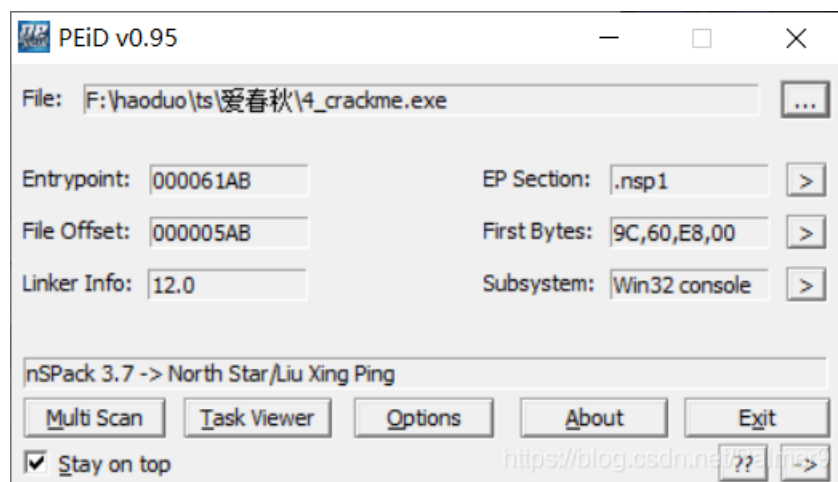 PEiD v0.95
File: F:\haoduo\ts\爱春秋\4_crackme.exe ...
Entrypoint: 000061AB EP Section: .nsp1 >
File Offset: 000005AB First Bytes: 9C,60,E8,00 >
Linker Info: 12.0 Subsystem: Win32 console >
nSPack 3.7 -> North Star/Liu Xing Ping
Multi Scan Task Viewer Options About Exit
Stay on top https://blog.csdn.net/ ?? ->